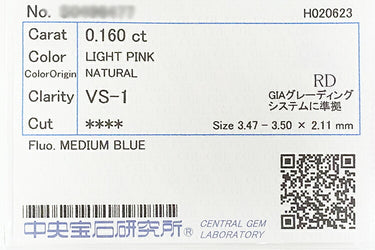 No.
H020623
Carat 0.160 ct
Color LIGHT PINK
ColorOrigin NATURAL
Clarity VS-1
RD
GIAグレーディング
システムに準拠
Cut ****
Size 3.47 - 3.50 × 2.11 mm
Fluo. MEDIUM BLUE
中央宝石研究所®
CENTRAL GEM
LABORATORY